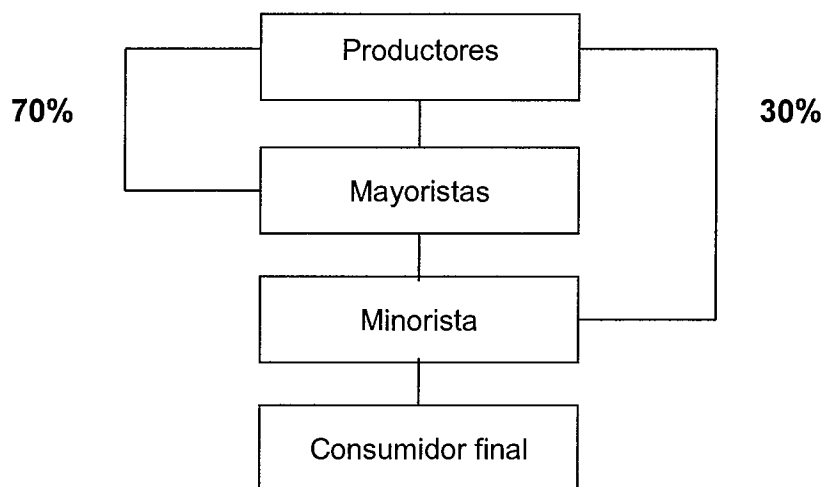 Productores
70%
30%
Mayoristas
Minorista
Consumidor final